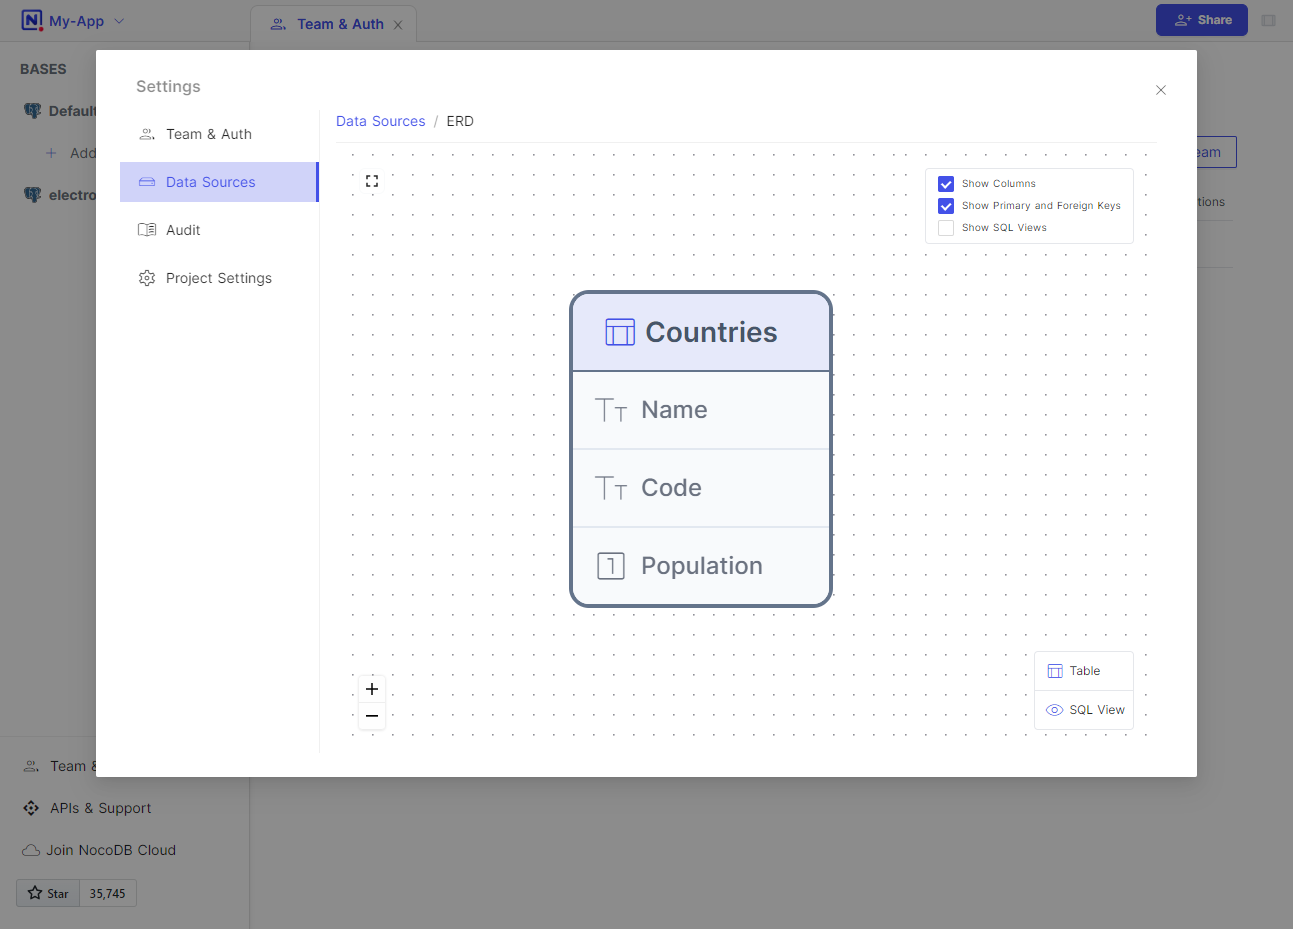 My-App
Team & Auth
Share
BASES
Default
Add
electro
eam
tions
Settings
Team & Auth
Data Sources
Audit
Project Settings
Data Sources / ERD
Show Columns
Show Primary and Foreign Keys
Show SQL Views
Countries
Name
Code
Population
Table
SQL View
Team &
APIs & Support
Join NocoDB Cloud
Star 35,745